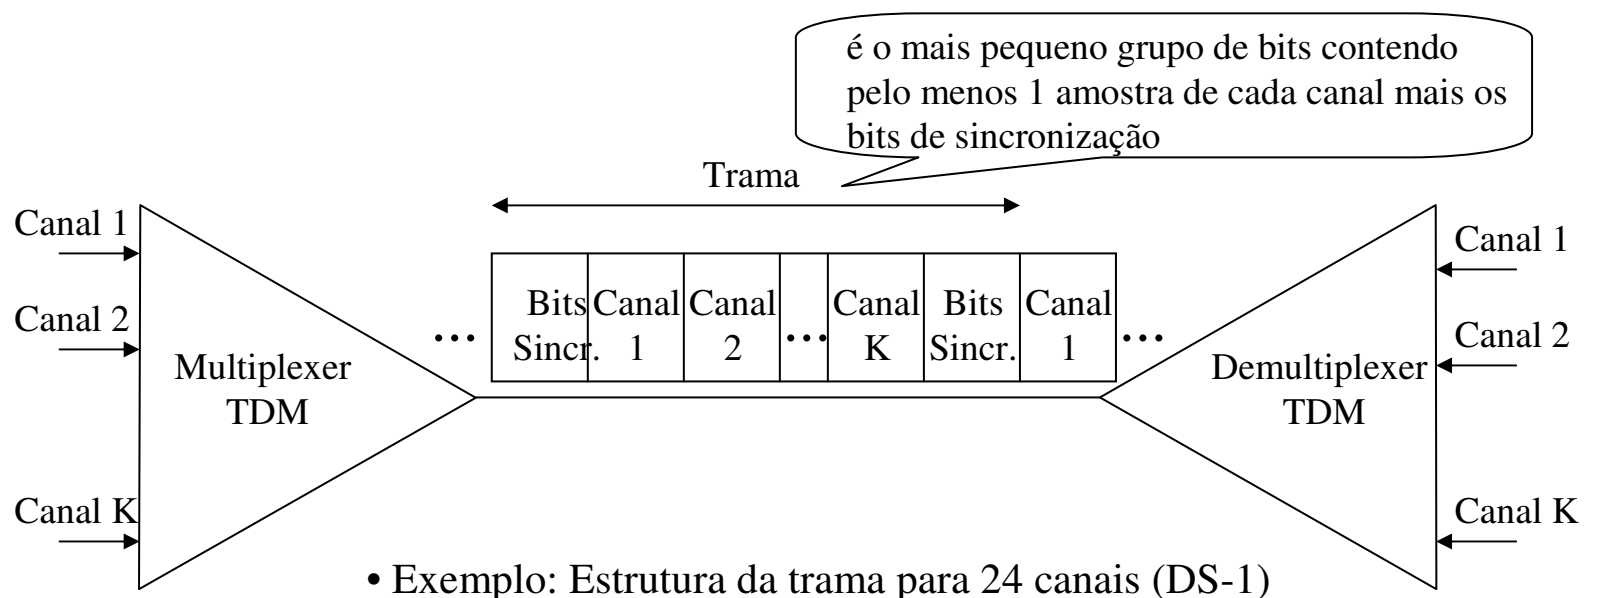 é o mais pequeno grupo de bits contendo
pelo menos 1 amostra de cada canal mais os
bits de sincronização
Trama
Canal 1
Canal 2
Canal K
Multiplexer
TDM
...
Bits
Sincr.
Canal
1
Canal
2
...
Canal
K
Bits
Sincr.
Canal
1
...
Demultiplexer
TDM
Canal 1
Canal 2
Canal K
• Exemplo: Estrutura da trama para 24 canais (DS-1)